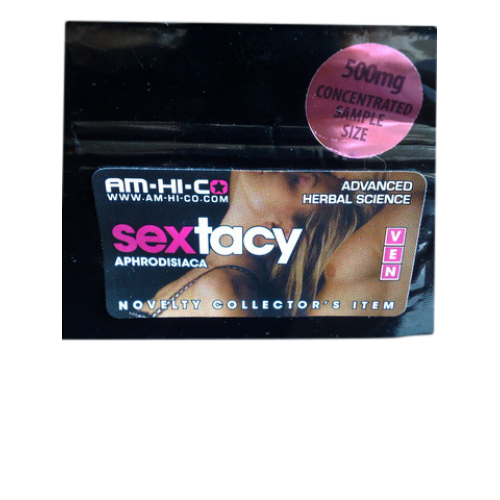 500mg
CONCENTRATED
SAMPLE
SIZE
AM-HI-CO
WWW.AM-HI-CO.COM
ADVANCED
HERBAL SCIENCE
sextacy
APHRODISIACA
VEN
NOVELTY COLLECTOR'S ITEM